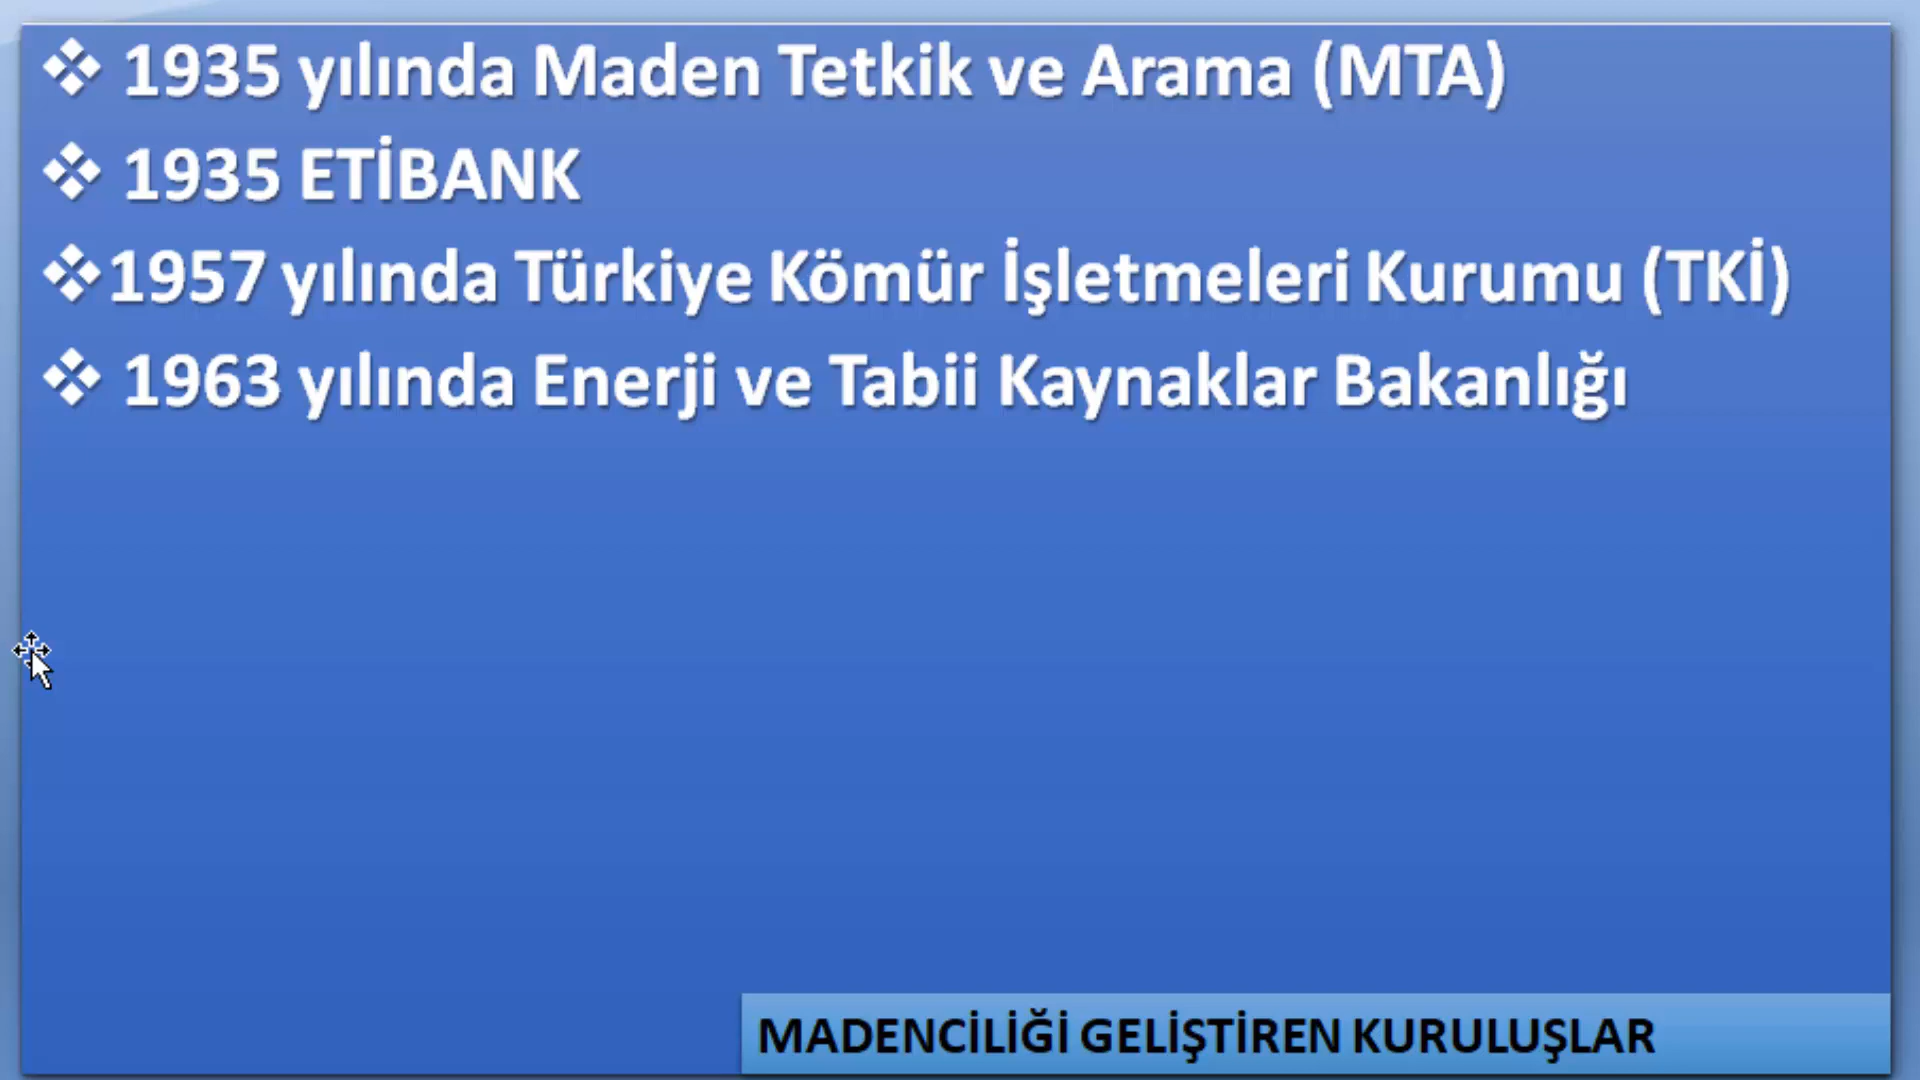 ❖ 1935 yılında Maden Tetkik ve Arama (MTA)
❖ 1935 ETİBANK
❖1957 yılında Türkiye Kömür İşletmeleri Kurumu (TKİ)
❖ 1963 yılında Enerji ve Tabii Kaynaklar Bakanlığı
MADENCİLİĞİ GELİŞTİREN KURULUŞLAR